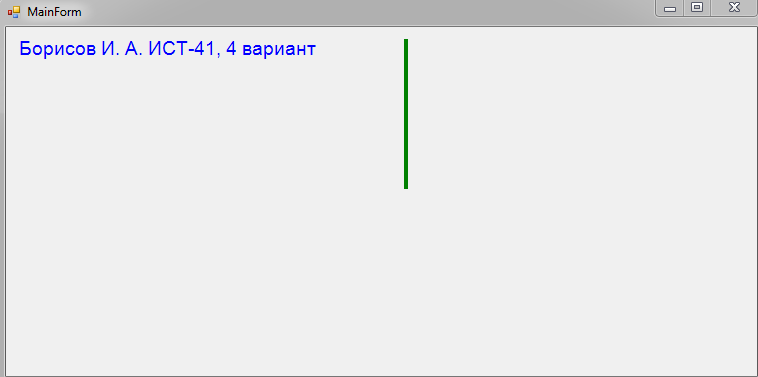 MainForm
Борисов И. А. ИСТ-41, 4 вариант